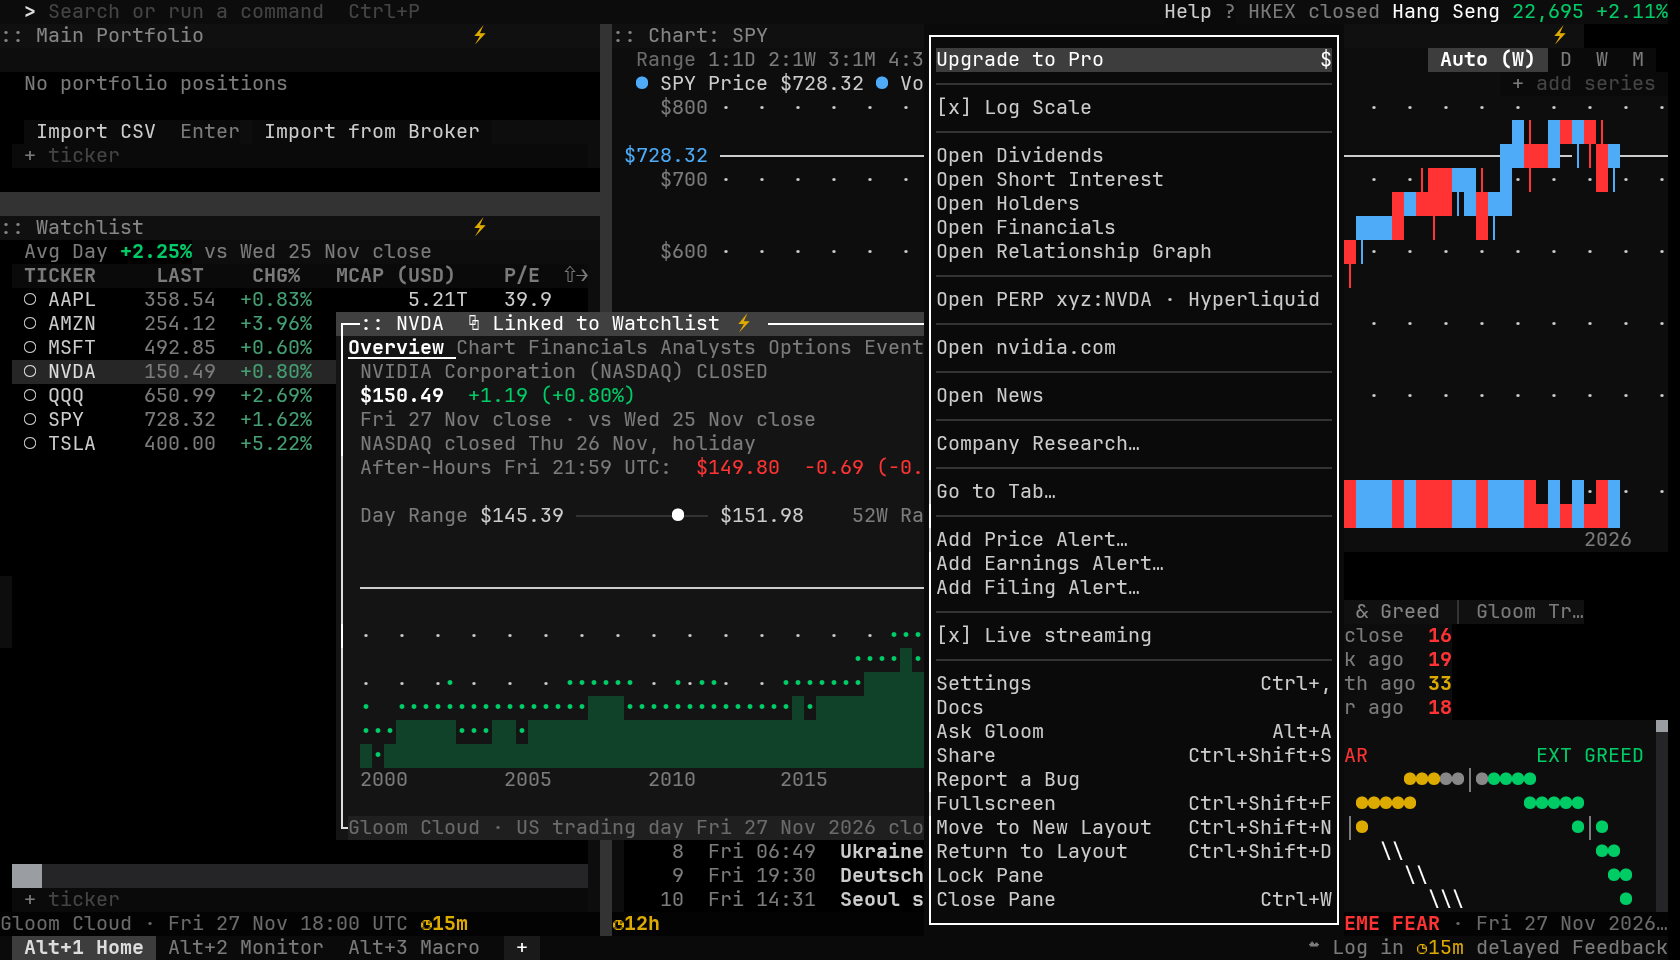 > Search or run a command  Ctrl+P
Help ? HKEX closed Hang Seng 22,695 +2.11%
:: Main Portfolio
No portfolio positions
Import CSV  Enter  Import from Broker
+ ticker
:: Watchlist
Avg Day +2.25% vs Wed 25 Nov close
TICKER  LAST  CHG%  MCAP (USD)  P/E
AAPL  358.54  +0.83%  5.21T  39.9
AMZN  254.12  +3.96%
MSFT  492.85  +0.60%
NVDA  150.49  +0.80%
QQQ  650.99  +2.69%
SPY  728.32  +1.62%
TSLA  400.00  +5.22%
+ ticker
Gloom Cloud · Fri 27 Nov 18:00 UTC 15m
:: Chart: SPY
Range 1:1D 2:1W 3:1M 4:3
Auto (W)  D  W  M
SPY Price $728.32  Vo
+ add series
$800
$728.32
$700
$600
2026
:: NVDA  Linked to Watchlist
Overview Chart Financials Analysts Options Event
NVIDIA Corporation (NASDAQ) CLOSED
$150.49  +1.19 (+0.80%)
Fri 27 Nov close · vs Wed 25 Nov close
NASDAQ closed Thu 26 Nov, holiday
After-Hours Fri 21:59 UTC:  $149.80  -0.69 (-0.
Day Range $145.39  $151.98  52W Ra
2000  2005  2010  2015
Gloom Cloud · US trading day Fri 27 Nov 2026 clo
8  Fri 06:49  Ukraine
9  Fri 19:30  Deutsch
10  Fri 14:31  Seoul s
12h
Upgrade to Pro  $
[x] Log Scale
Open Dividends
Open Short Interest
Open Holders
Open Financials
Open Relationship Graph
Open PERP xyz:NVDA · Hyperliquid
Open nvidia.com
Open News
Company Research…
Go to Tab…
Add Price Alert…
Add Earnings Alert…
Add Filing Alert…
[x] Live streaming
Settings  Ctrl+,
Docs
Ask Gloom  Alt+A
Share  Ctrl+Shift+S
Report a Bug
Fullscreen  Ctrl+Shift+F
Move to New Layout  Ctrl+Shift+N
Return to Layout  Ctrl+Shift+D
Lock Pane
Close Pane  Ctrl+W
& Greed  Gloom Tr…
close  16
k ago  19
th ago  33
r ago  18
AR  EXT GREED
EME FEAR · Fri 27 Nov 2026…
Alt+1 Home  Alt+2 Monitor  Alt+3 Macro  +
Log in 15m delayed Feedback